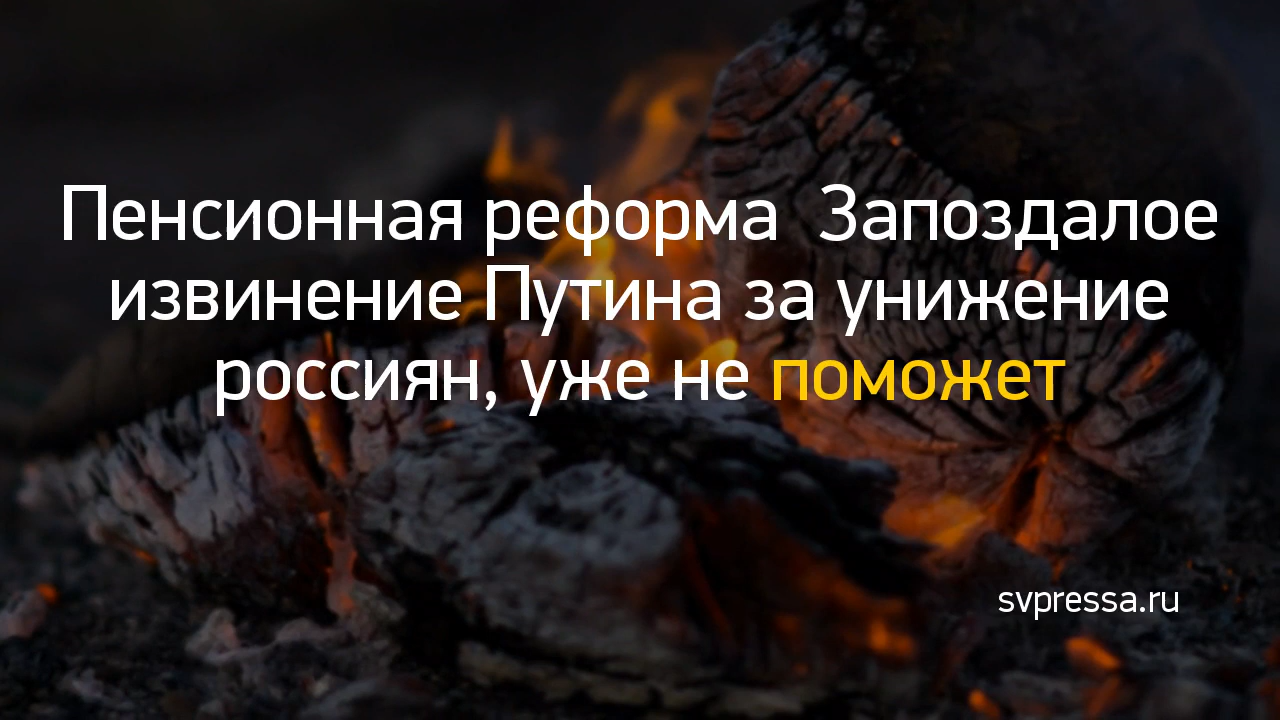 Пенсионная реформа  Запоздалое
извинение Путина за унижение
россиян, уже не поможет
svpressa.ru